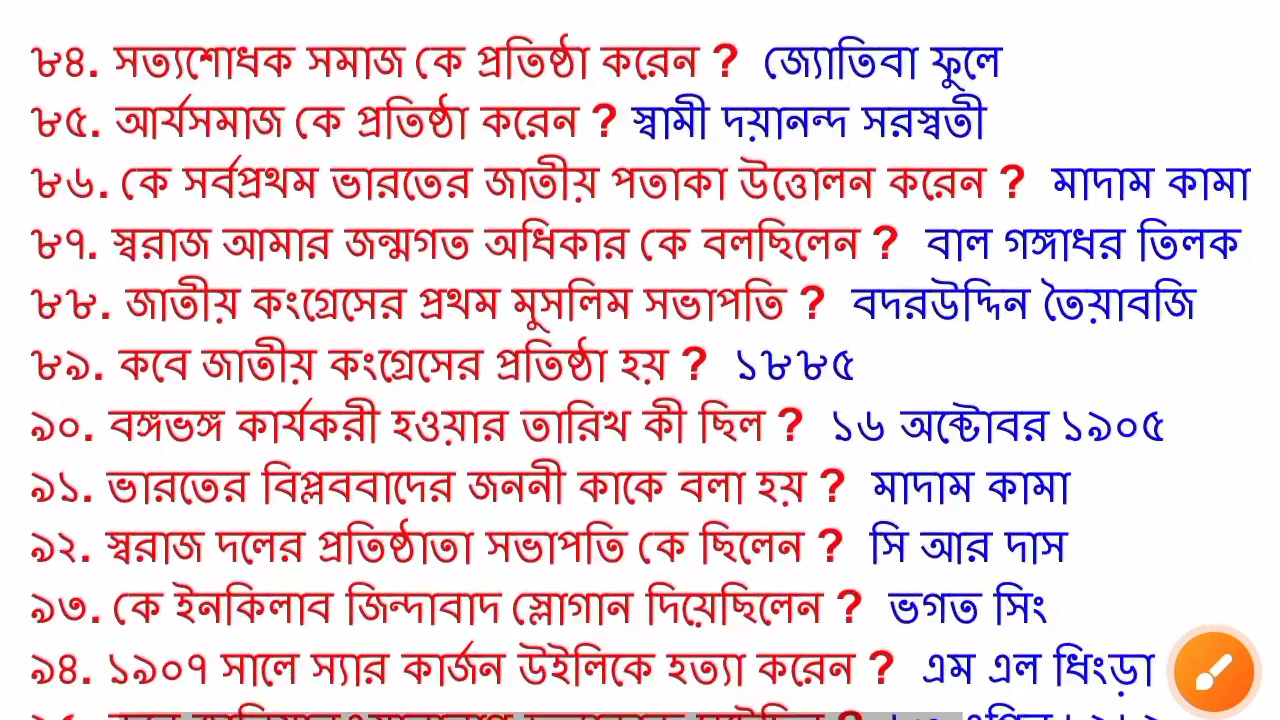 ৮৪. সত্যশোধক সমাজ কে প্রতিষ্ঠা করেন ? জ্যোতিবা ফুলে
৮৫. আর্যসমাজ কে প্রতিষ্ঠা করেন ? স্বামী দয়ানন্দ সরস্বতী
৮৬. কে সর্বপ্রথম ভারতের জাতীয় পতাকা উত্তোলন করেন ? মাদাম কামা
৮৭. স্বরাজ আমার জন্মগত অধিকার কে বলছিলেন ? বাল গঙ্গাধর তিলক
৮৮. জাতীয় কংগ্রেসের প্রথম মুসলিম সভাপতি ? বদরউদ্দিন তৈয়াবজি
৮৯. কবে জাতীয় কংগ্রেসের প্রতিষ্ঠা হয় ? ১৮৮৫
৯০. বঙ্গভঙ্গ কার্যকরী হওয়ার তারিখ কী ছিল ? ১৬ অক্টোবর ১৯০৫
৯১. ভারতের বিপ্লববাদের জননী কাকে বলা হয় ? মাদাম কামা
৯২. স্বরাজ দলের প্রতিষ্ঠাতা সভাপতি কে ছিলেন ? সি আর দাস
৯৩. কে ইনকিলাব জিন্দাবাদ স্লোগান দিয়েছিলেন ? ভগত সিং
৯৪. ১৯০৭ সালে স্যার কার্জন উইলিকে হত্যা করেন ? এম এল ধিংড়া